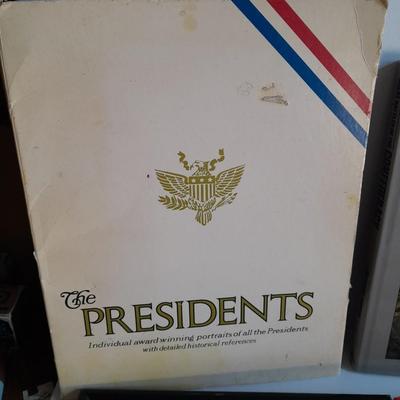 The
PRESIDENTS
Individual award winning portraits of all the Presidents
with detailed historical references